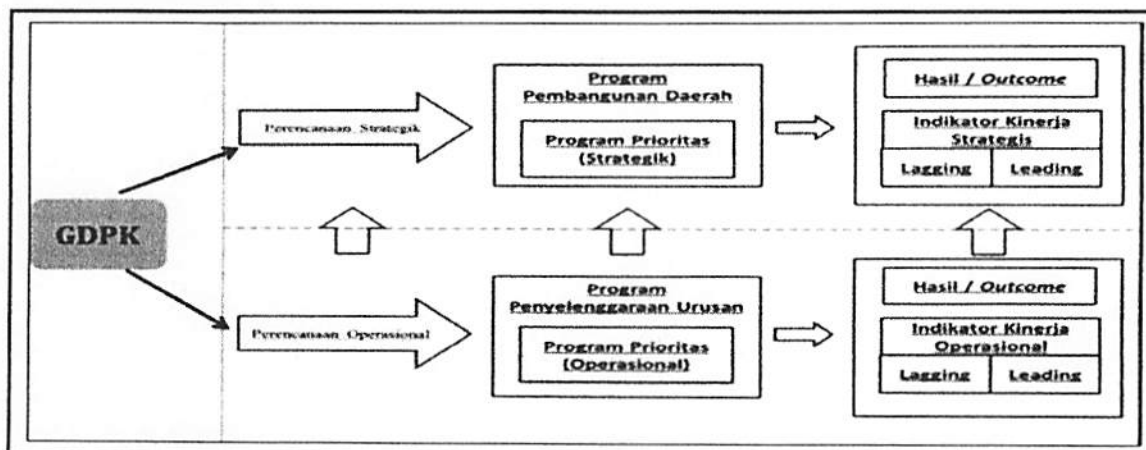 GDPK
Perencanaan Strategik
Program
Pembangunan Daerah
Program Prioritas
(Strategik)
Hasil / Outcome
Indikator Kinerja
Strategis
Lagging
Leading
Perencanaan Operasional
Program
Penyelenggaraan Urusan
Program Prioritas
(Operasional)
Hasil / Outcome
Indikator Kinerja
Operasional
Lagging
Leading